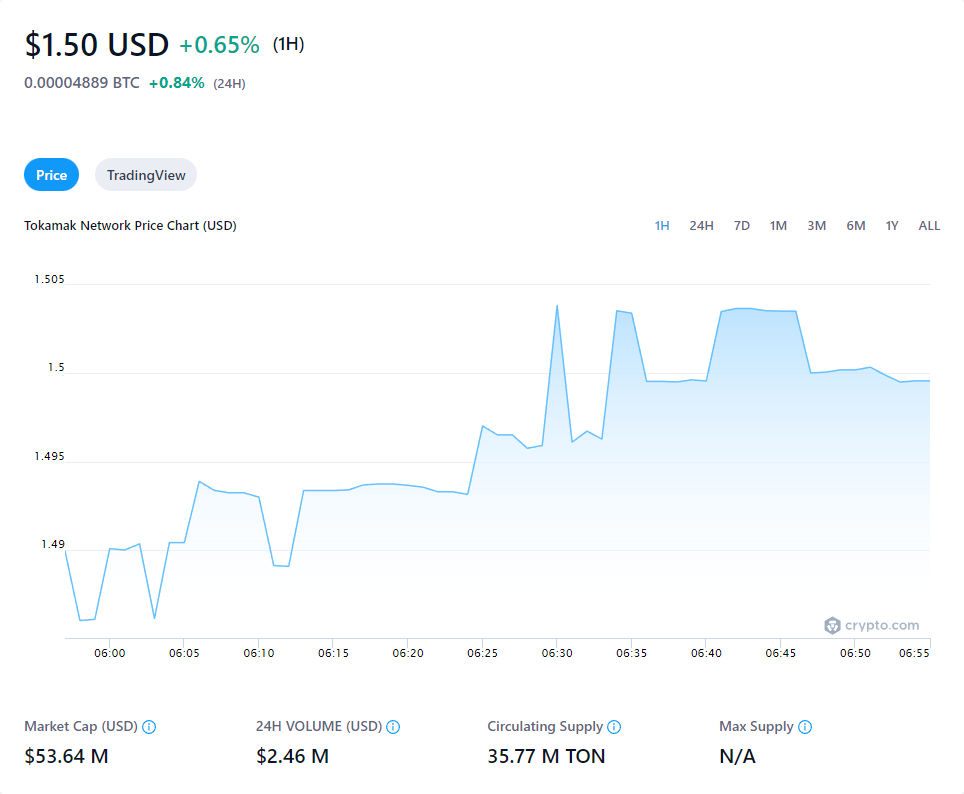 $1.50 USD +0.65% (1H)
0.00004889 BTC +0.84% (24H)
Price TradingView
Tokamak Network Price Chart (USD) 1H 24H 7D 1M 3M 6M 1Y ALL
1.505
1.5
1.495
1.49
crypto.com
06:00 06:05 06:10 06:15 06:20 06:25 06:30 06:35 06:40 06:45 06:50 06:55
Market Cap (USD) 24H VOLUME (USD) Circulating Supply Max Supply
$53.64 M $2.46 M 35.77 M TON N/A